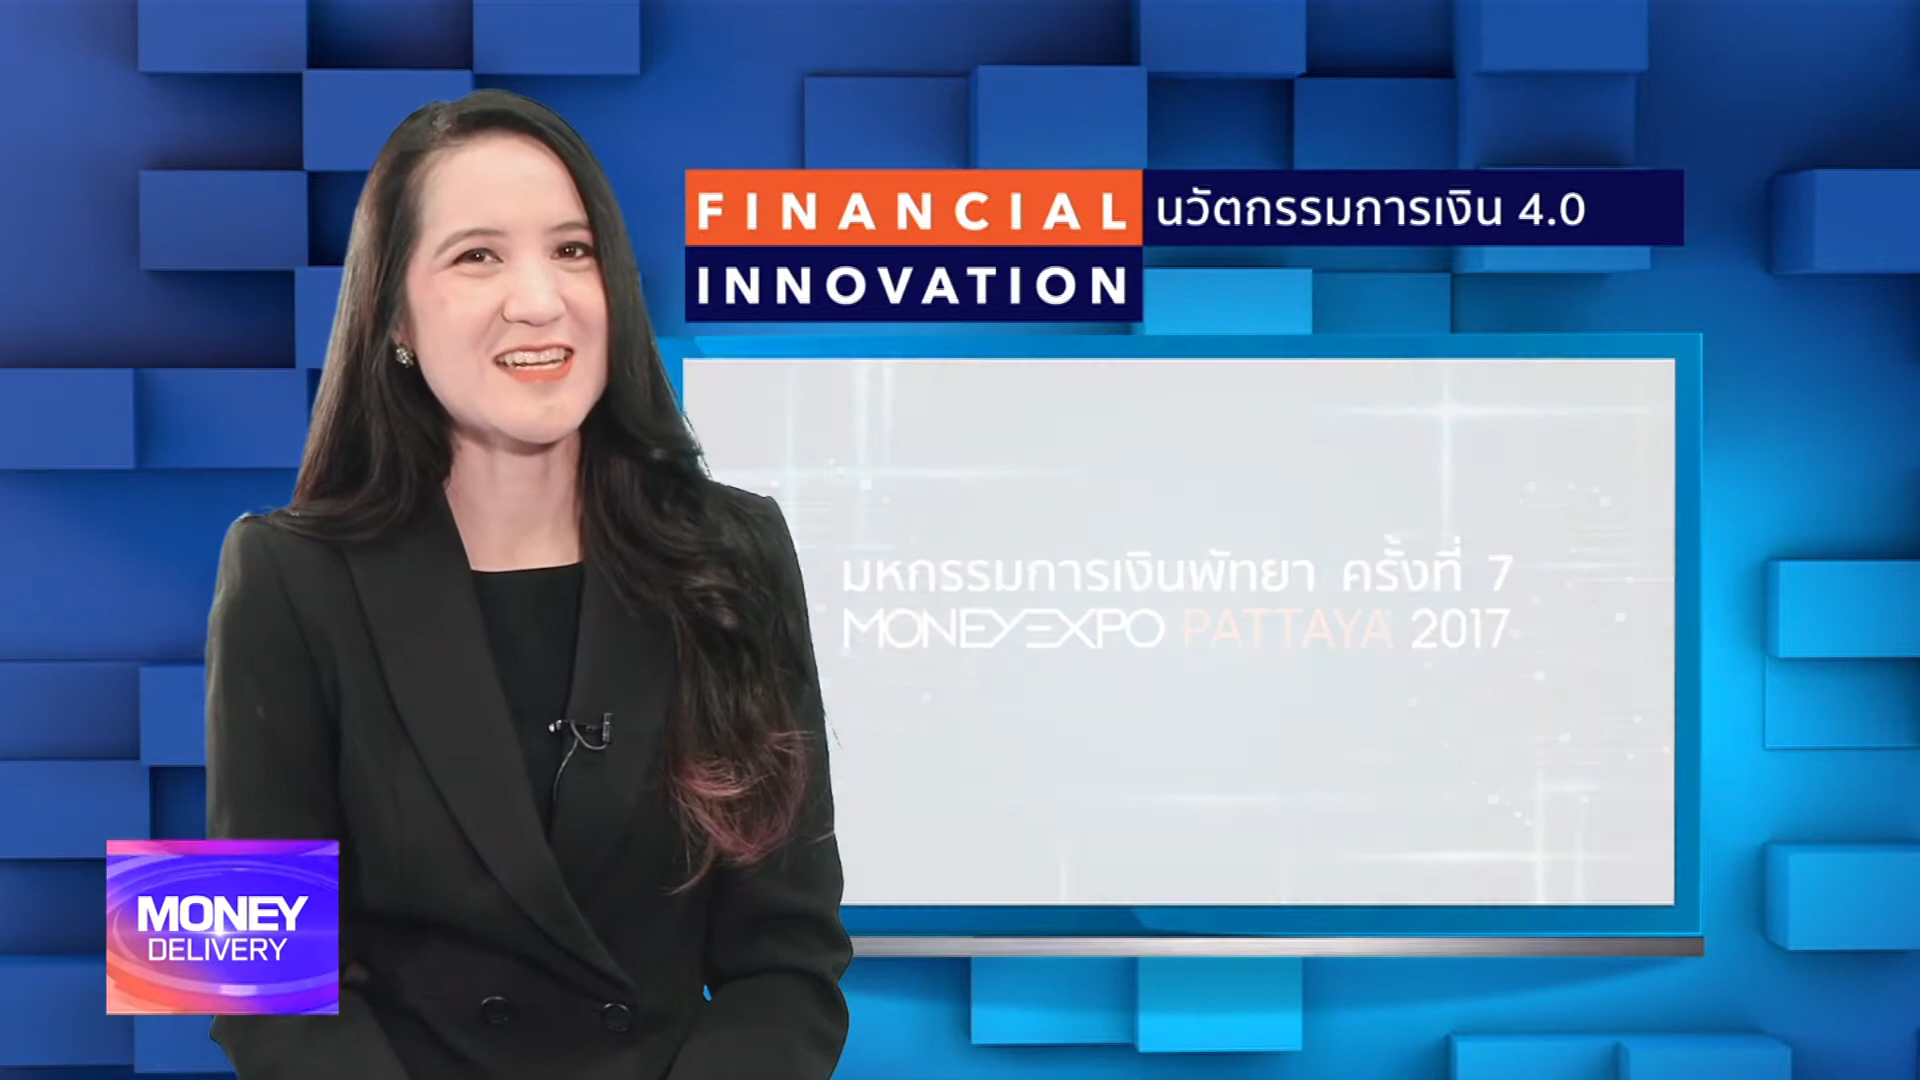 FINANCIAL
นวัตกรรมการเงิน 4.0
INNOVATION
มหกรรมการเงินพัทยา ครั้งที่ 7
MONEYEXPO PATTAYA 2017
MONEY
DELIVERY